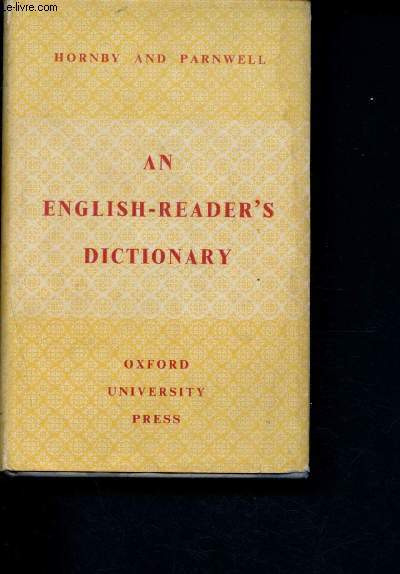 le-livre.com
HORNBY AND PARNWELL
AN
ENGLISH-READER'S
DICTIONARY
OXFORD
UNIVERSITY
PRESS